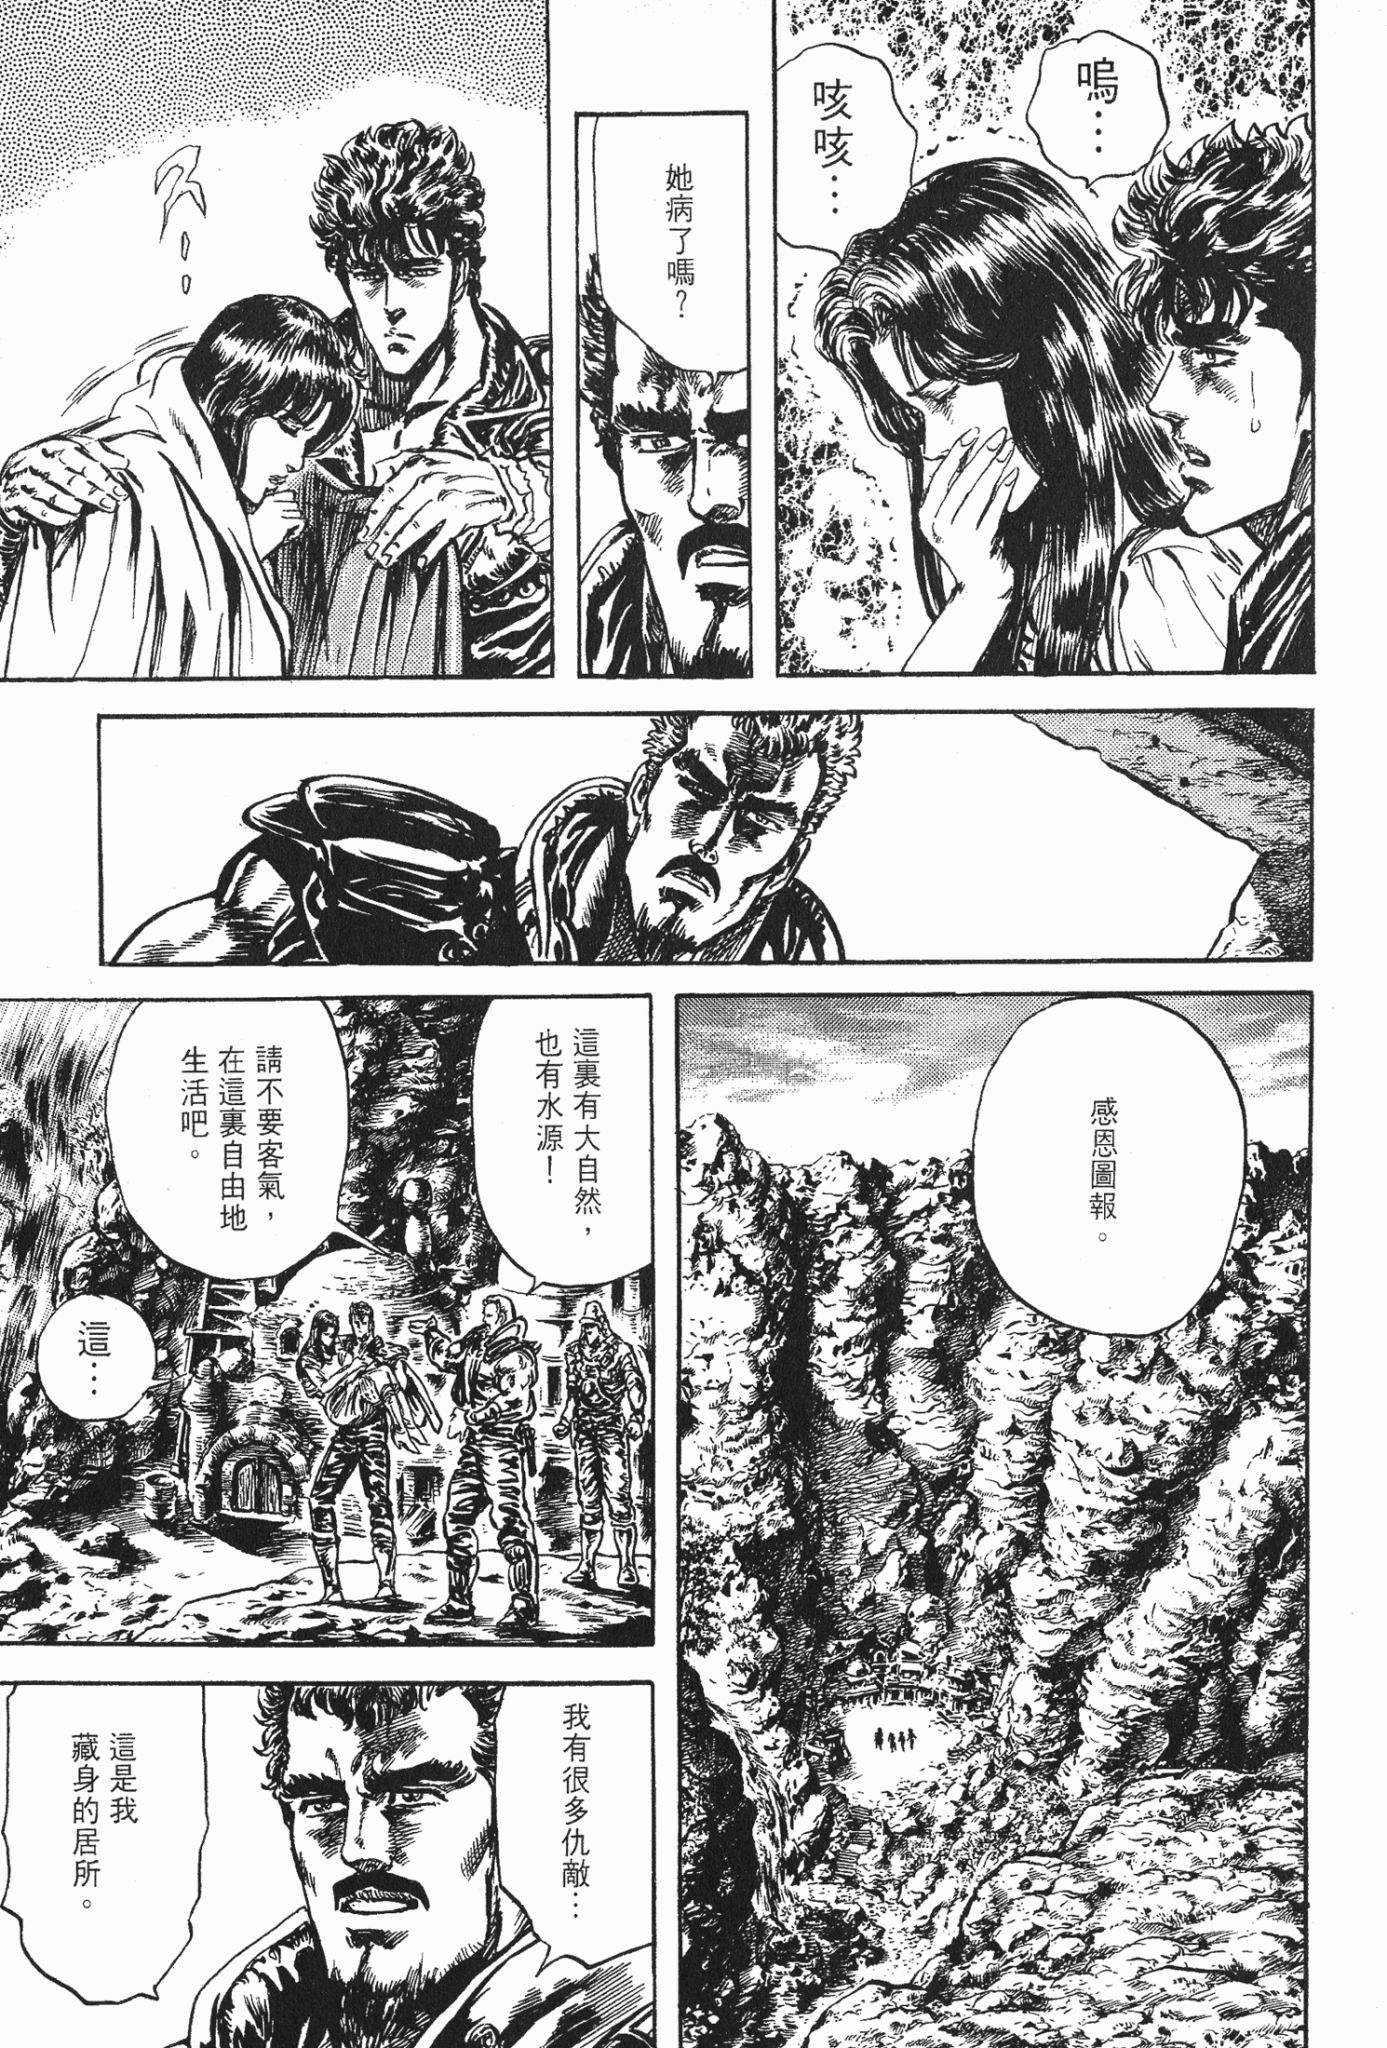 嗚…
咳
咳…
她病了嗎？
感恩圖報。
這裏有大自然，
也有水源！
請不要客氣，
在這裏自由地
生活吧。
這…
我有很多仇敵…
這是我
藏身的居所。